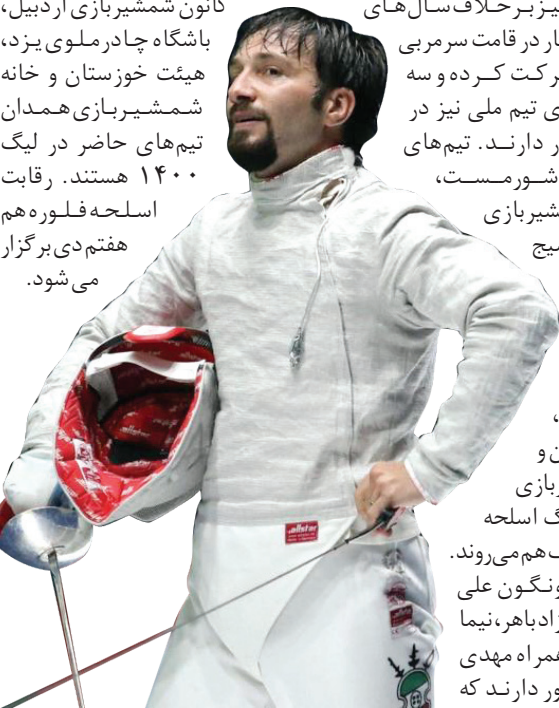 یز برخلاف سال‌های
ار در قامت سرمربی
رکت کرده و سه
ی تیم ملی نیز در
ر دارند. تیم‌های
شورمست،
شیربازی
سیج
،
ن و
ربازی
گ اسلحه
ف هم می‌روند.
ونگون علی
زادباهر، نیما
همراه مهدی
ور دارند که
کانون شمشیربازی اردبیل،
باشگاه چادرملوی یزد،
هیئت خوزستان و خانه
شمشیربازی همدان
تیم‌های حاضر در لیگ
۱۴۰۰ هستند. رقابت
اسلحه فلوره هم
هفتم دی برگزار
می‌شود.
allstar